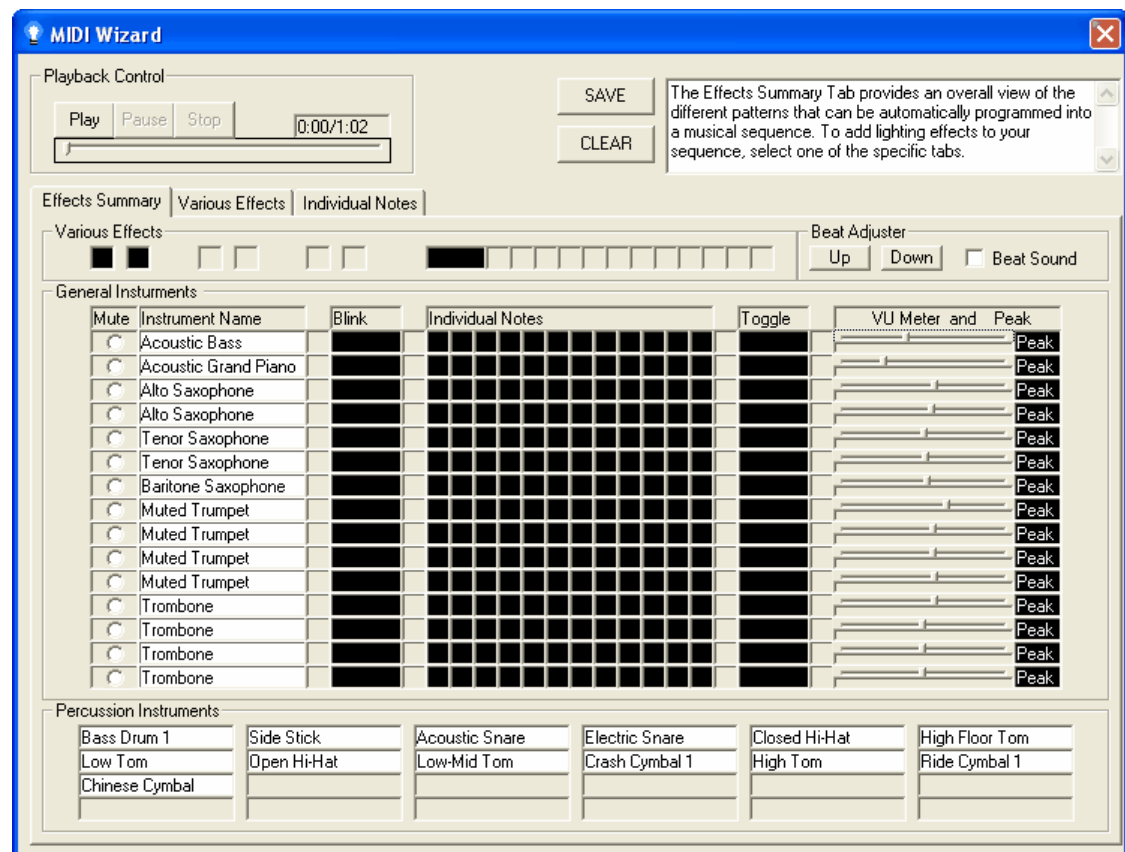 MIDI Wizard
Playback Control
Play Pause Stop 0:00/1:02
SAVE
CLEAR
The Effects Summary Tab provides an overall view of the
different patterns that can be automatically programmed into
a musical sequence. To add lighting effects to your
sequence, select one of the specific tabs.
Effects Summary Various Effects Individual Notes
Various Effects
Beat Adjuster
Up Down Beat Sound
General Insturments
Mute Instrument Name Blink Individual Notes Toggle VU Meter and Peak
Acoustic Bass Peak
Acoustic Grand Piano Peak
Alto Saxophone Peak
Alto Saxophone Peak
Tenor Saxophone Peak
Tenor Saxophone Peak
Baritone Saxophone Peak
Muted Trumpet Peak
Muted Trumpet Peak
Muted Trumpet Peak
Muted Trumpet Peak
Trombone Peak
Trombone Peak
Trombone Peak
Trombone Peak
Percussion Instruments
Bass Drum 1 Side Stick Acoustic Snare Electric Snare Closed Hi-Hat High Floor Tom
Low Tom Open Hi-Hat Low-Mid Tom Crash Cymbal 1 High Tom Ride Cymbal 1
Chinese Cymbal